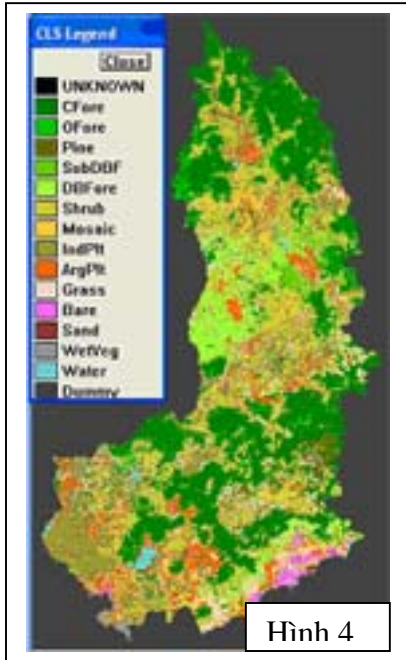 CLS Legend
Close
UNKNOWN
CFore
OFore
Pine
SubDBF
DBFore
Shrub
Mosaic
IndPlt
ArgPlt
Grass
Bare
Sand
WetVeg
Water
Dummy
Hình 4